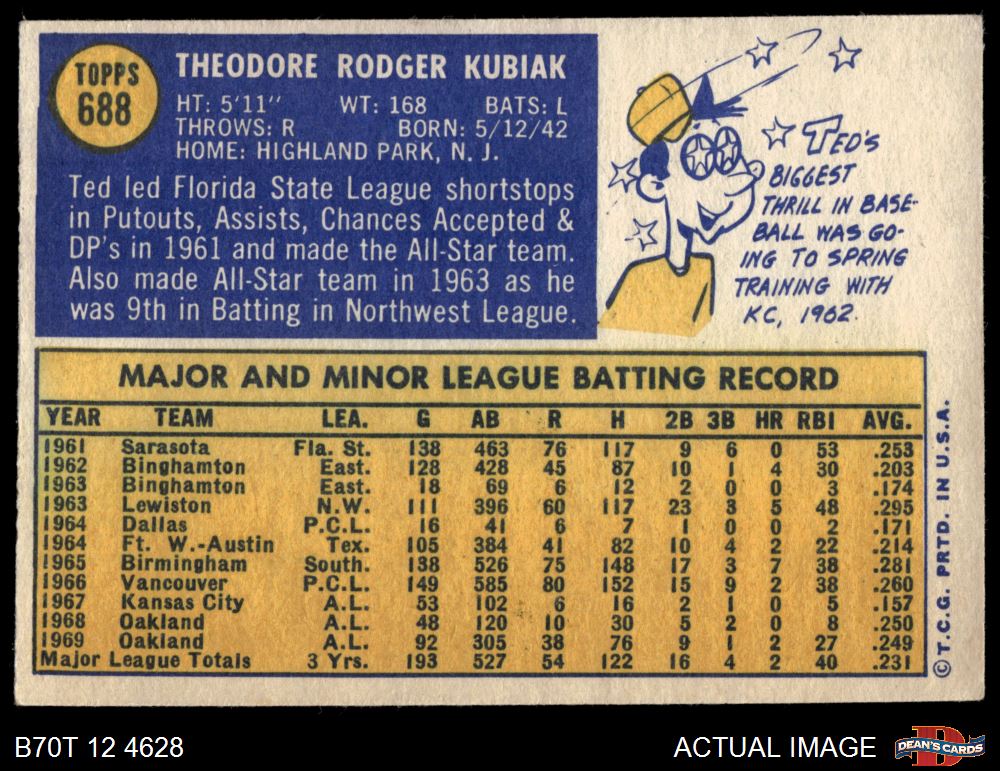 TOPPS
688
THEODORE RODGER KUBIAK
HT: 5'11" WT: 168 BATS: L
THROWS: R BORN: 5/12/42
HOME: HIGHLAND PARK, N. J.
Ted led Florida State League shortstops
in Putouts, Assists, Chances Accepted &
DP's in 1961 and made the All-Star team.
Also made All-Star team in 1963 as he
was 9th in Batting in Northwest League.
TED'S
BIGGEST
THRILL IN BASE-
BALL WAS GO-
ING TO SPRING
TRAINING WITH
KC, 1962.
MAJOR AND MINOR LEAGUE BATTING RECORD
YEAR TEAM LEA. G AB R H 2B 3B HR RBI AVG.
1961 Sarasota Fla. St. 138 463 76 117 9 6 0 53 .253
1962 Binghamton East. 128 428 45 87 10 1 4 30 .203
1963 Binghamton East. 18 69 6 12 2 0 0 3 .174
1963 Lewiston N.W. 111 396 60 117 23 3 5 48 .295
1964 Dallas P.C.L. 16 41 6 7 1 0 0 2 .171
1964 Ft. W.-Austin Tex. 105 384 41 82 10 4 2 22 .214
1965 Birmingham South. 138 526 75 148 17 3 7 38 .281
1966 Vancouver P.C.L. 149 585 80 152 15 9 2 38 .260
1967 Kansas City A.L. 53 102 6 16 2 1 0 5 .157
1968 Oakland A.L. 48 120 10 30 5 2 0 8 .250
1969 Oakland A.L. 92 305 38 76 9 1 2 27 .249
Major League Totals 3 Yrs. 193 527 54 122 16 4 2 40 .231
© T.C.G. PRTD. IN U.S.A.
B70T 12 4628
ACTUAL IMAGE
D
DEAN'S CARDS